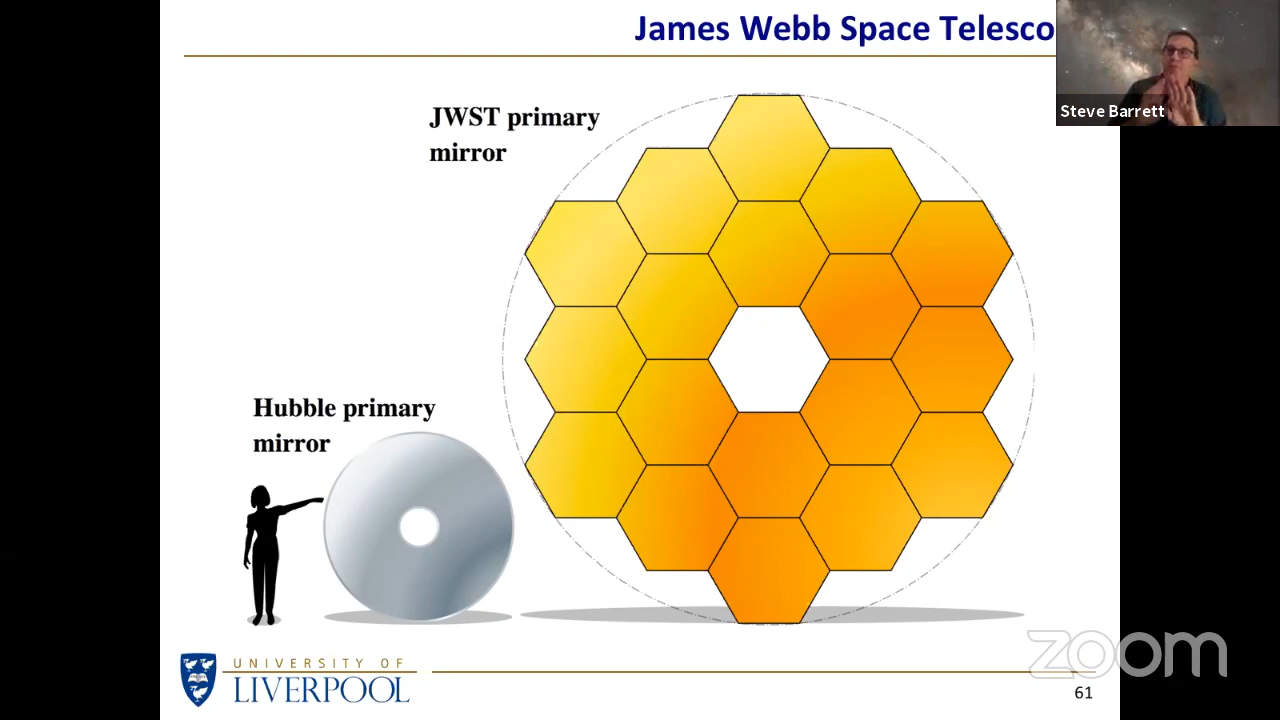 James Webb Space Telesco
Steve Barrett
JWST primary
mirror
Hubble primary
mirror
UNIVERSITY OF
LIVERPOOL
zoom
61